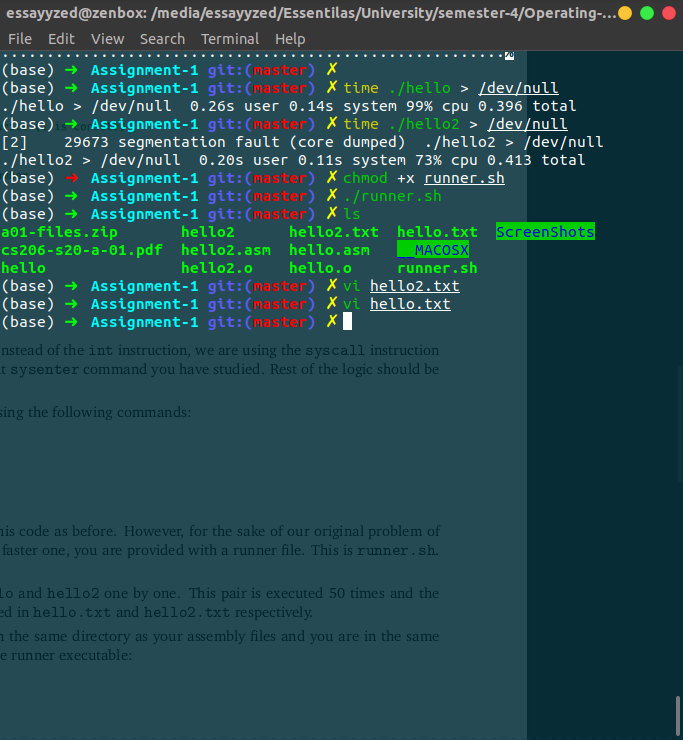 essayyzed@zenbox: /media/essayyzed/Essentilas/University/semester-4/Operating-...
File Edit View Search Terminal Help
(base) ➜ Assignment-1 git:(master) ✗
(base) ➜ Assignment-1 git:(master) ✗ time ./hello > /dev/null
./hello > /dev/null 0.26s user 0.14s system 99% cpu 0.396 total
(base) ➜ Assignment-1 git:(master) ✗ time ./hello2 > /dev/null
[2] 29673 segmentation fault (core dumped) ./hello2 > /dev/null
./hello2 > /dev/null 0.20s user 0.11s system 73% cpu 0.413 total
(base) ➜ Assignment-1 git:(master) ✗ chmod +x runner.sh
(base) ➜ Assignment-1 git:(master) ✗ ./runner.sh
(base) ➜ Assignment-1 git:(master) ✗ ls
a01-files.zip hello2 hello2.txt hello.txt ScreenShots
cs206-s20-a-01.pdf hello2.asm hello.asm __MACOSX
hello hello2.o hello.o runner.sh
(base) ➜ Assignment-1 git:(master) ✗ vi hello2.txt
(base) ➜ Assignment-1 git:(master) ✗ vi hello.txt
(base) ➜ Assignment-1 git:(master) ✗
nstead of the int instruction, we are using the syscall instruction
t sysenter command you have studied. Rest of the logic should be
sing the following commands:
his code as before. However, for the sake of our original problem of
faster one, you are provided with a runner file. This is runner.sh.
lo and hello2 one by one. This pair is executed 50 times and the
ed in hello.txt and hello2.txt respectively.
n the same directory as your assembly files and you are in the same
e runner executable: